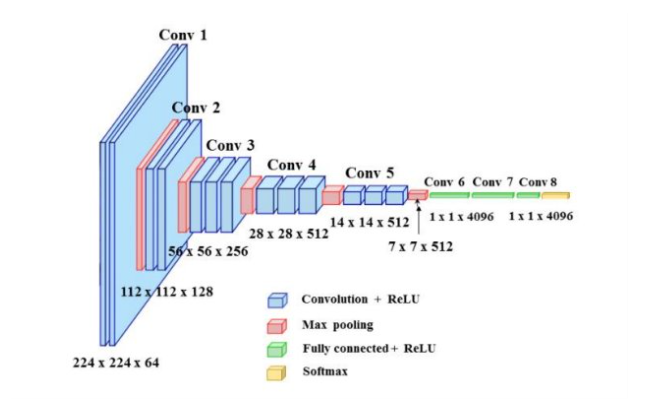 Conv 1
Conv 2
Conv 3
Conv 4
Conv 5
Conv 6 Conv 7 Conv 8
1 x 1 x 4096 1 x 1 x 4096
14 x 14 x 512
28 x 28 x 512
7 x 7 x 512
56 x 56 x 256
112 x 112 x 128
224 x 224 x 64
Convolution + ReLU
Max pooling
Fully connected + ReLU
Softmax